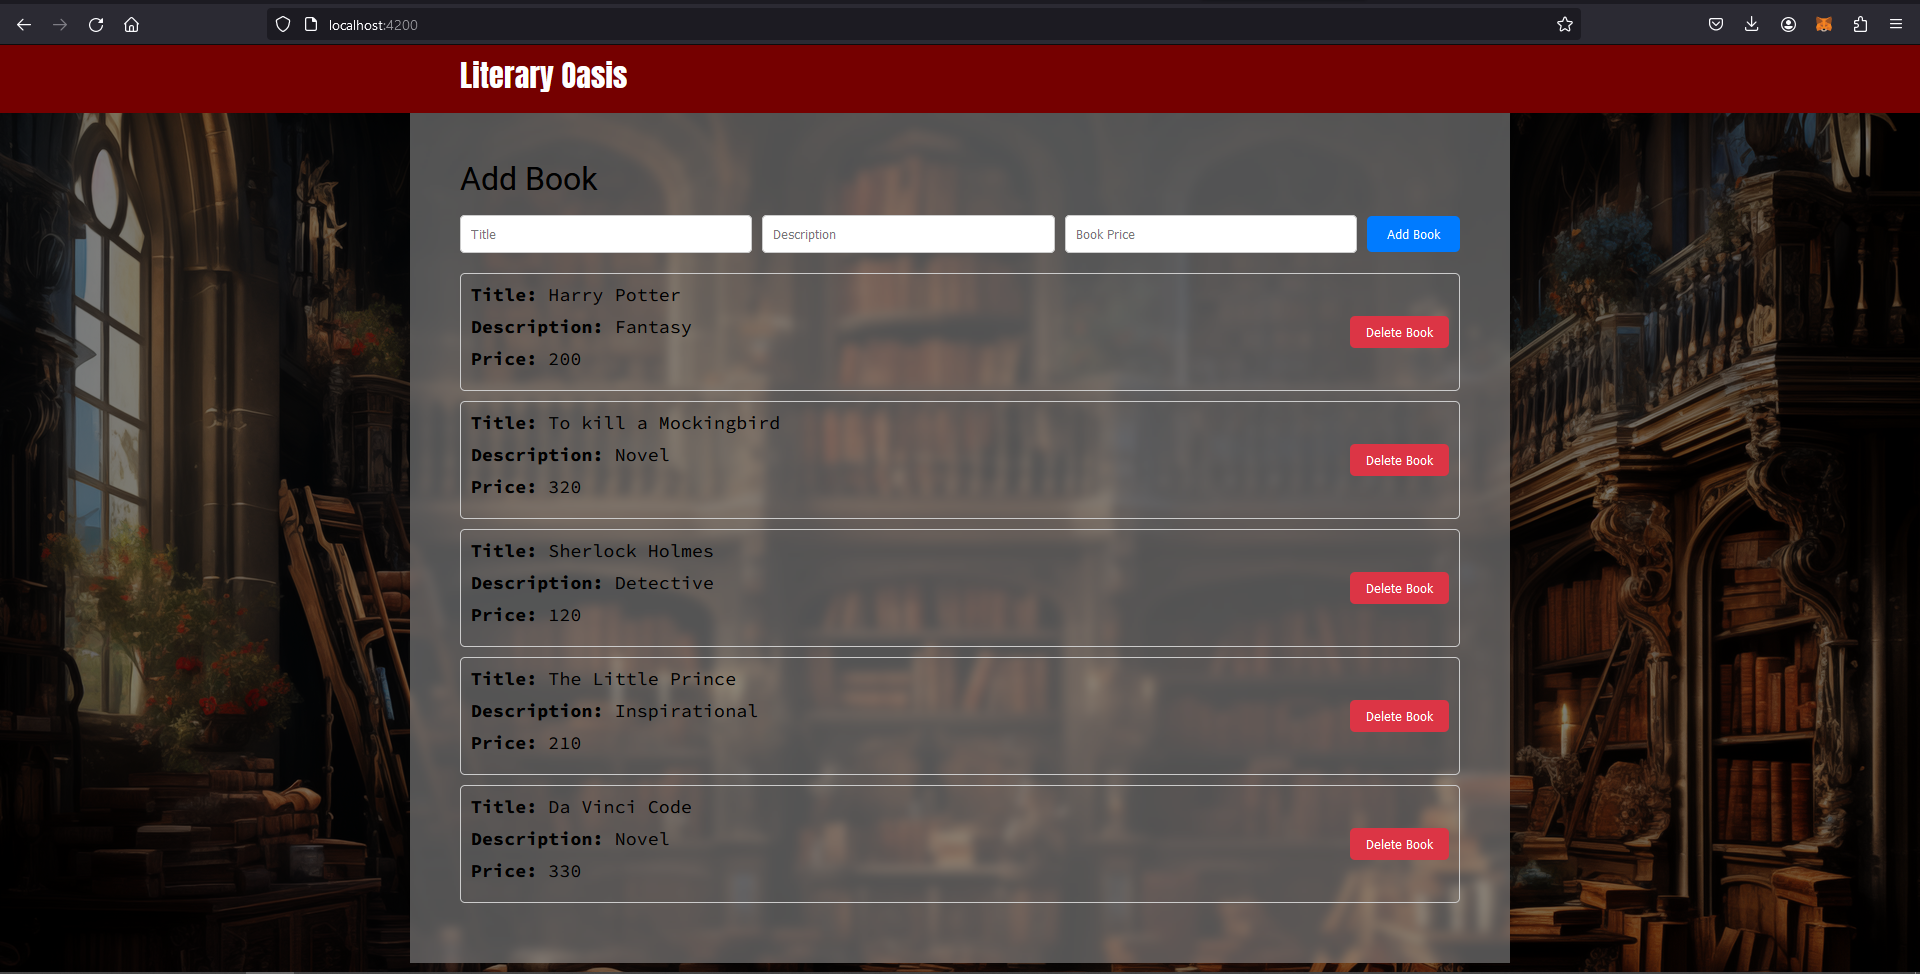 localhost:4200
Literary Oasis
Add Book
Title Description Book Price Add Book
Title: Harry Potter
Description: Fantasy
Price: 200
Delete Book
Title: To kill a Mockingbird
Description: Novel
Price: 320
Delete Book
Title: Sherlock Holmes
Description: Detective
Price: 120
Delete Book
Title: The Little Prince
Description: Inspirational
Price: 210
Delete Book
Title: Da Vinci Code
Description: Novel
Price: 330
Delete Book